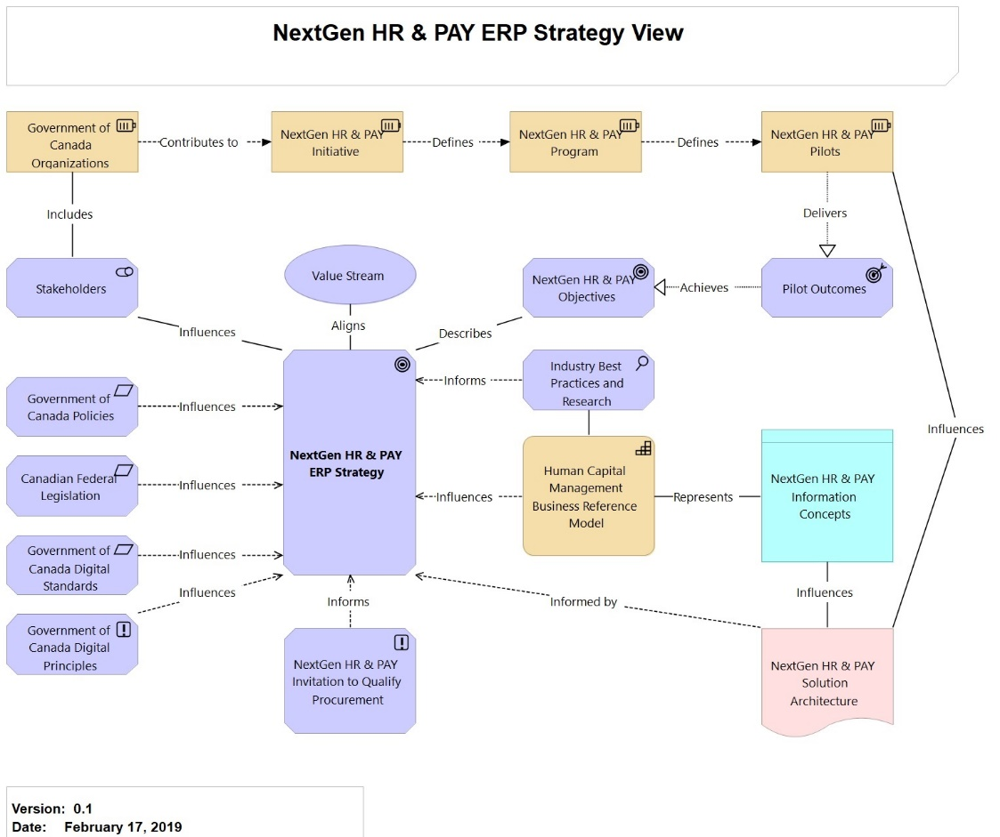 NextGen HR & PAY ERP Strategy View
Government of
Canada
Organizations
Contributes to
NextGen HR & PAY
Initiative
Defines
NextGen HR & PAY
Program
Defines
NextGen HR & PAY
Pilots
Includes
Delivers
Stakeholders
Value Stream
NextGen HR & PAY
Objectives
Achieves
Pilot Outcomes
Influences
Aligns
Describes
Government of
Canada Policies
Influences
Informs
Industry Best
Practices and
Research
Influences
NextGen HR & PAY
ERP Strategy
Canadian Federal
Legislation
Influences
Influences
Human Capital
Management
Business Reference
Model
Represents
NextGen HR & PAY
Information
Concepts
Government of
Canada Digital
Standards
Influences
Influences
Informs
Informed by
Influences
Government of
Canada Digital
Principles
NextGen HR & PAY
Invitation to Qualify
Procurement
NextGen HR & PAY
Solution
Architecture
Version: 0.1
Date: February 17, 2019